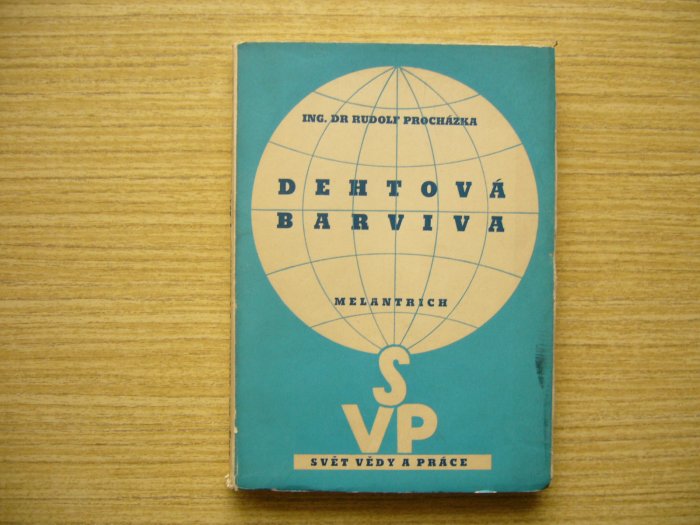 ING. DR RUDOLF PROCHÁZKA
DEHTOVÁ
BARVIVA
MELANTRICH
S
VP
SVĚT VĚDY A PRÁCE